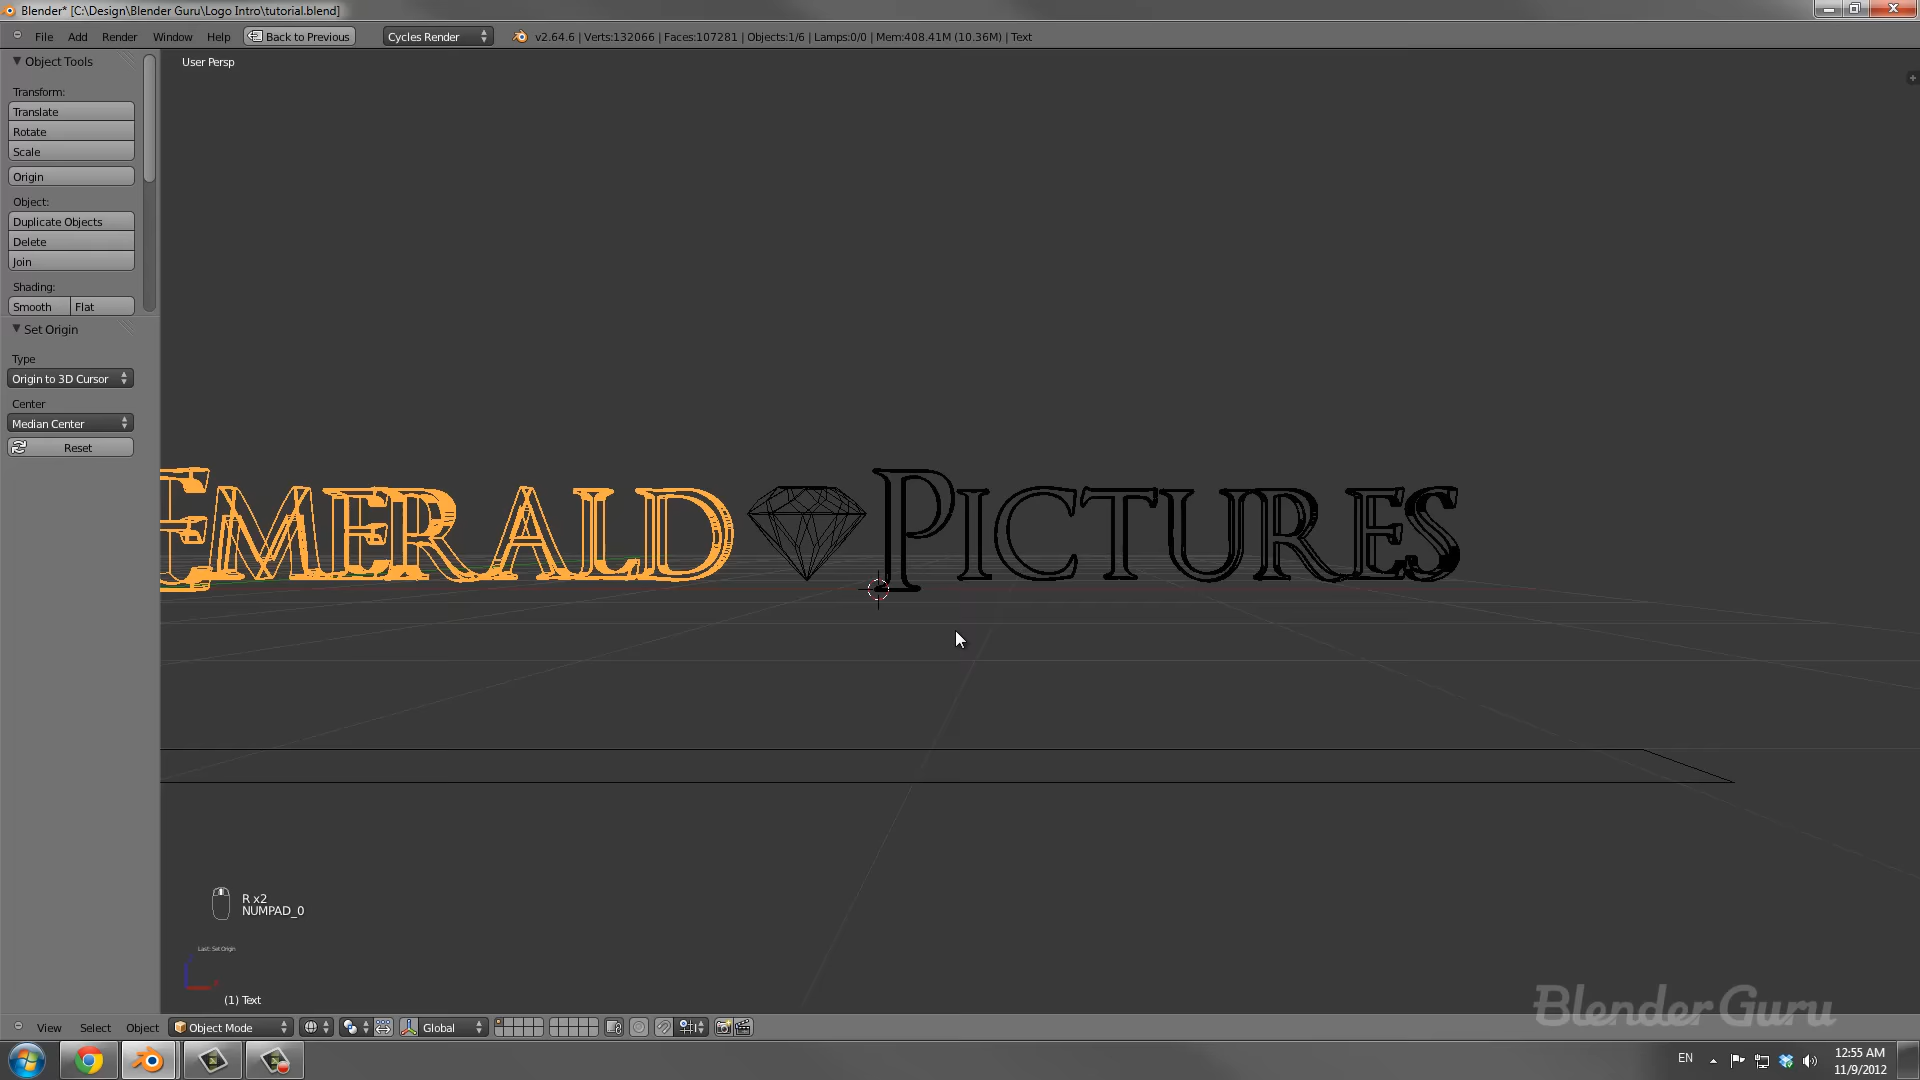 Blender* [C:\Design\Blender Guru\Logo Intro\tutorial.blend]
File Add Render Window Help Back to Previous Cycles Render v2.64.6 | Verts:132066 | Faces:107281 | Objects:1/6 | Lamps:0/0 | Mem:408.41M (10.36M) | Text
Object Tools
User Persp
Transform:
Translate
Rotate
Scale
Origin
Object:
Duplicate Objects
Delete
Join
Shading:
Smooth Flat
Set Origin
Type
Origin to 3D Cursor
Center
Median Center
Reset
EMERALD PICTURES
R x2
NUMPAD_0
Last: Set Origin
(1) Text
BlenderGuru
View Select Object Object Mode Global
EN
12:55 AM
11/9/2012